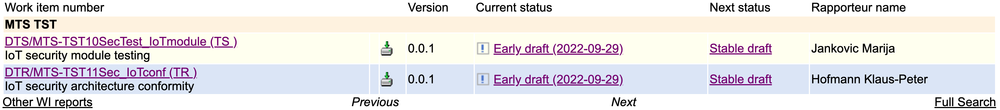 Work item number Version Current status Next status Rapporteur name
MTS TST
DTS/MTS-TST10SecTest_IoTmodule (TS )
IoT security module testing
0.0.1 Early draft (2022-09-29) Stable draft Jankovic Marija
DTR/MTS-TST11Sec_IoTconf (TR )
IoT security architecture conformity
0.0.1 Early draft (2022-09-29) Stable draft Hofmann Klaus-Peter
Other WI reports Previous Next Full Search